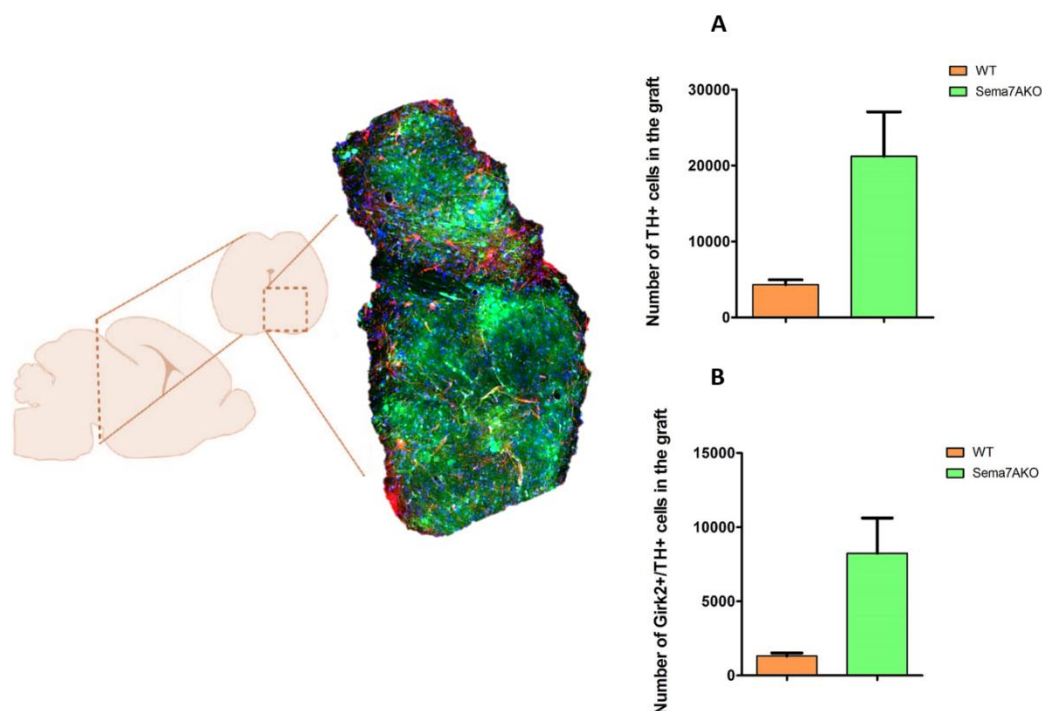 A
WT
Sema7AKO
Number of TH+ cells in the graft
30000
20000
10000
0
B
WT
Sema7AKO
Number of Girk2+/TH+ cells in the graft
15000
10000
5000
0